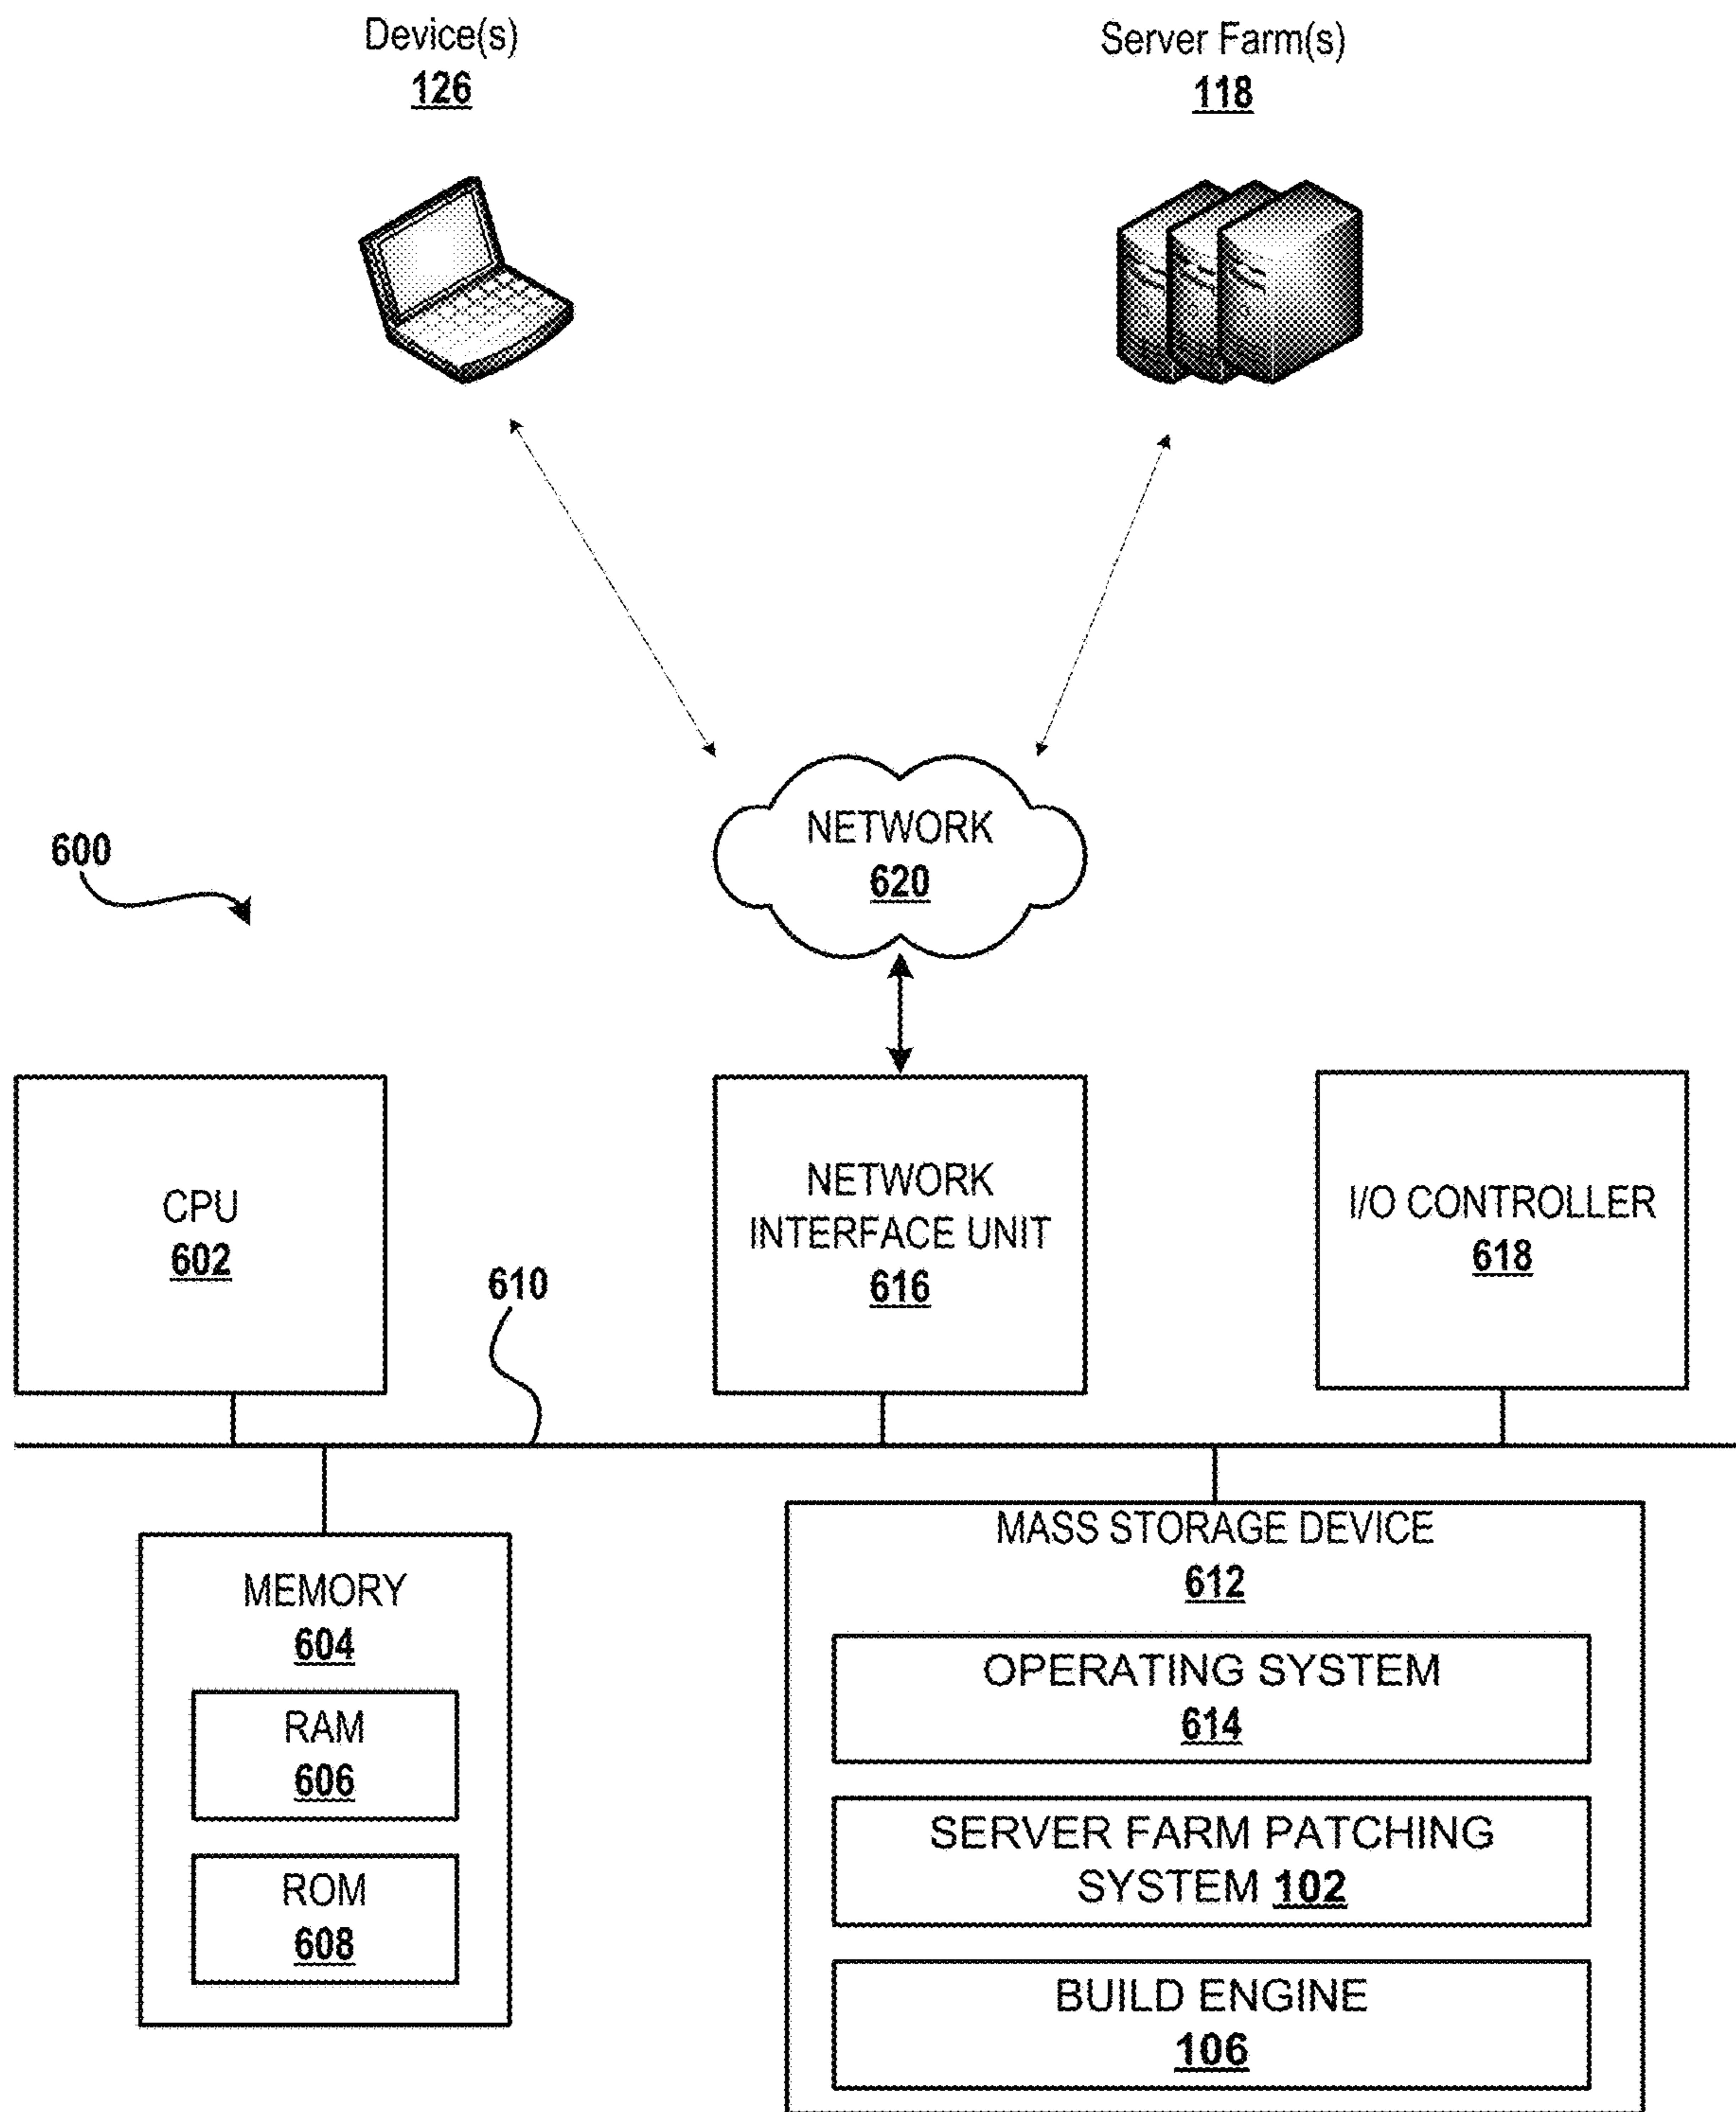 Device(s)
126
Server Farm(s)
118
NETWORK
620
600
CPU
602
NETWORK
INTERFACE UNIT
616
I/O CONTROLLER
618
610
MEMORY
604
RAM
606
ROM
608
MASS STORAGE DEVICE
612
OPERATING SYSTEM
614
SERVER FARM PATCHING
SYSTEM 102
BUILD ENGINE
106